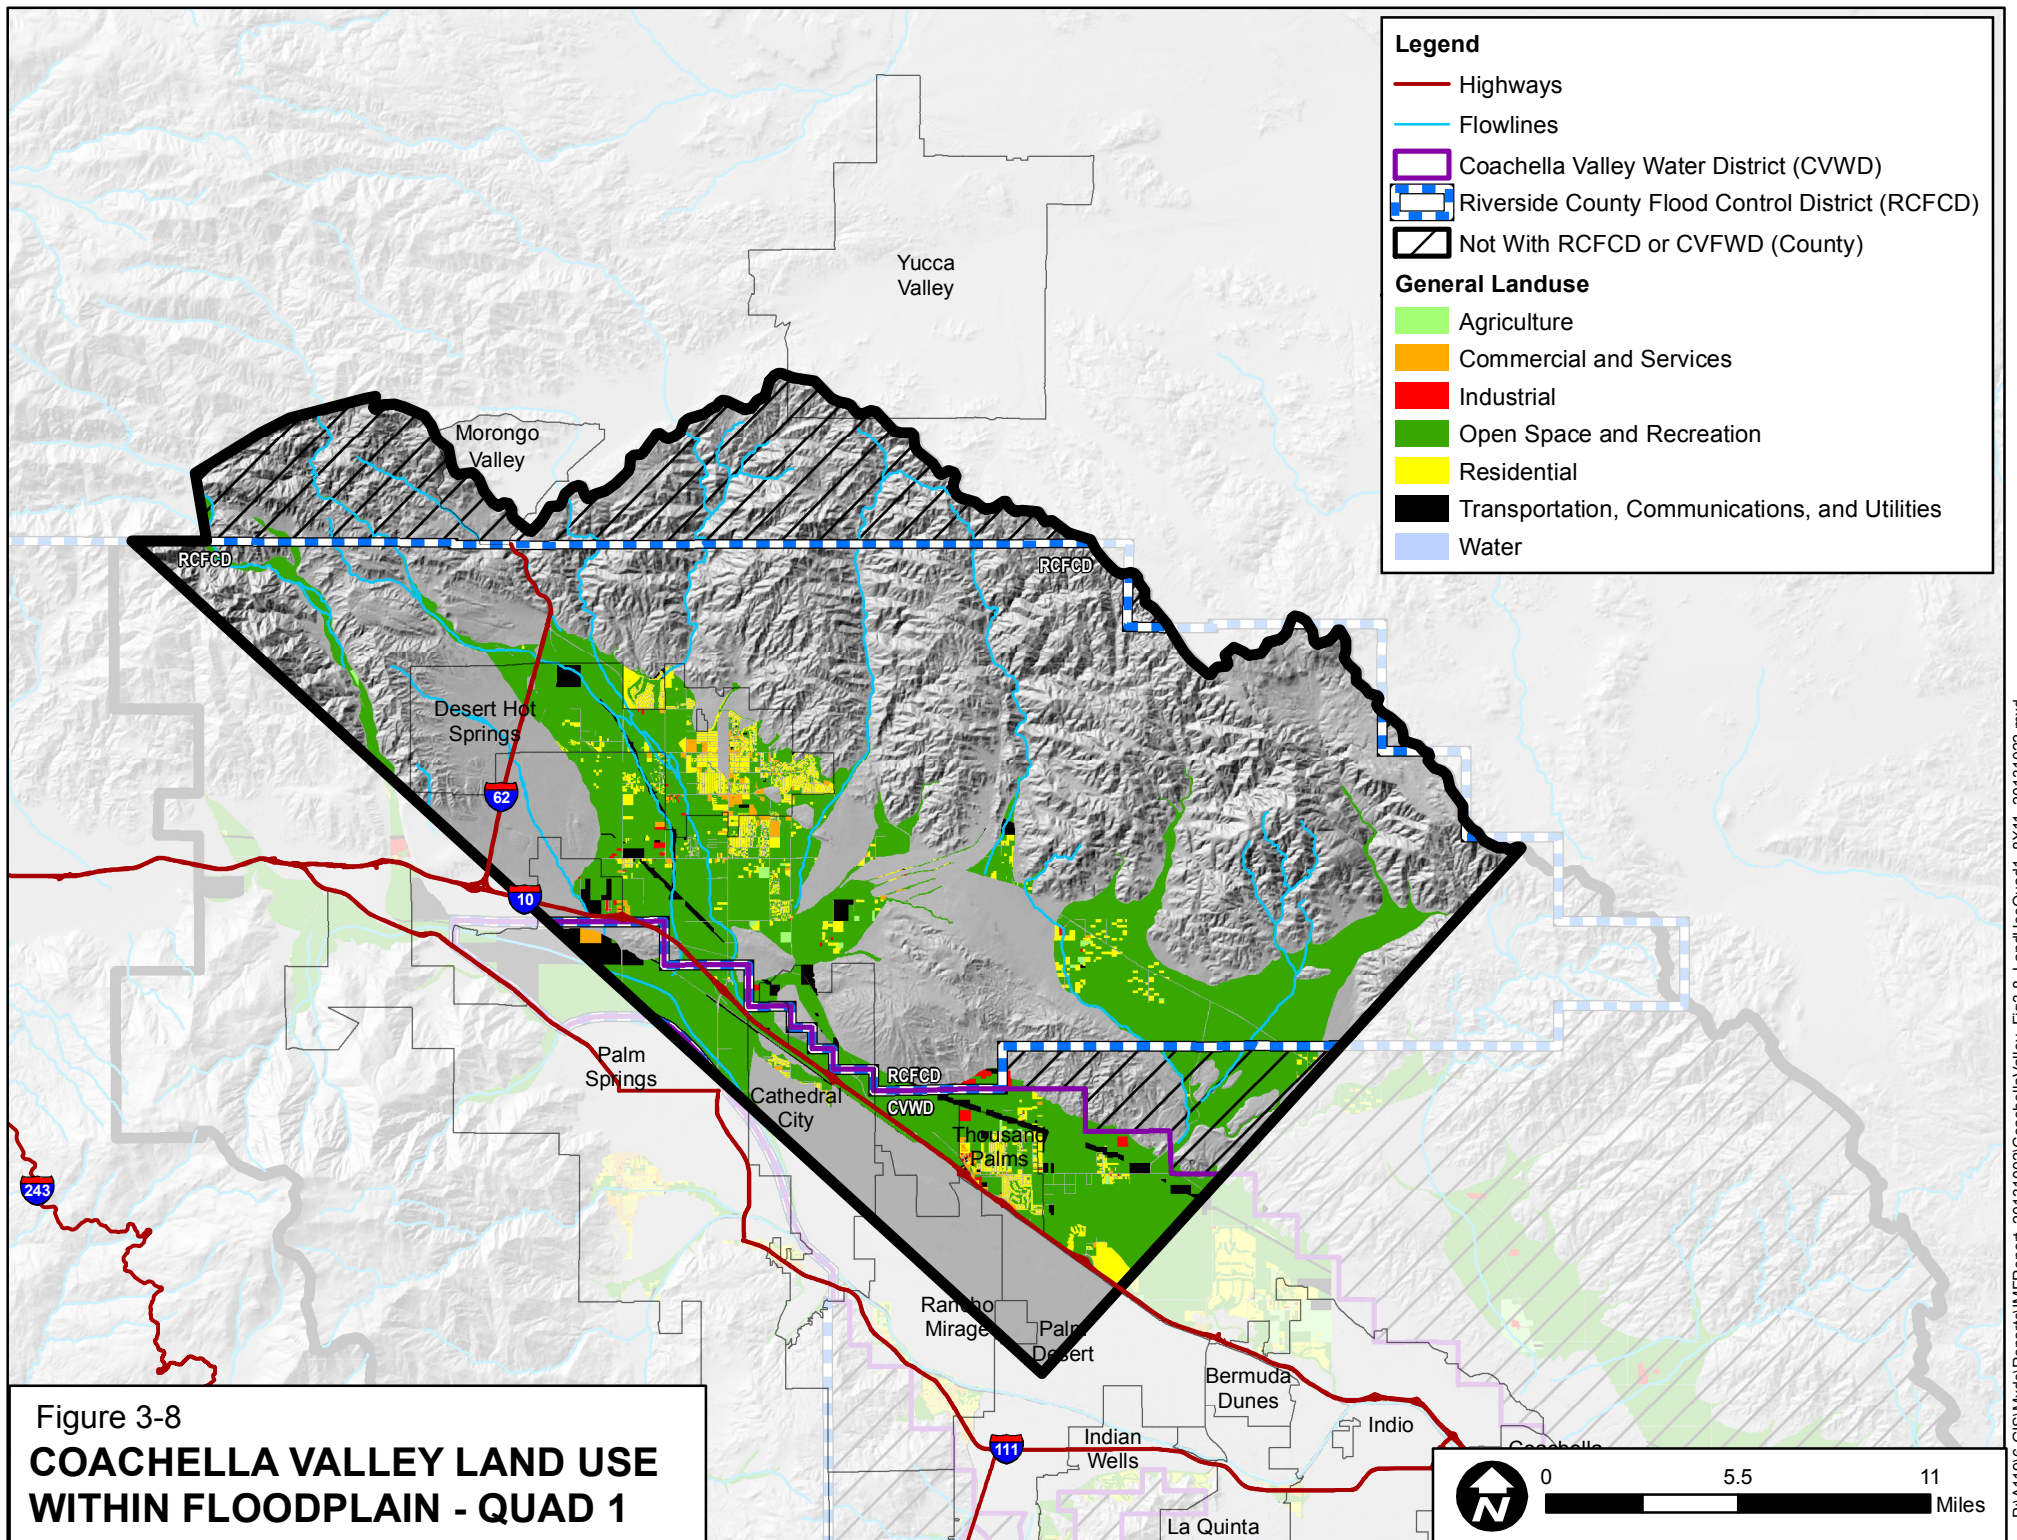 Legend
Highways
Flowlines
Coachella Valley Water District (CVWD)
Riverside County Flood Control District (RCFCD)
Not With RCFCD or CVFWD (County)
General Landuse
Agriculture
Commercial and Services
Industrial
Open Space and Recreation
Residential
Transportation, Communications, and Utilities
Water
Yucca
Valley
Morongo
Valley
RCFCD
RCFCD
Desert Hot
Springs
62
10
Palm
Springs
Cathedral
City
RCFCD
CVWD
Thousand
Palms
243
Rancho
Mirage
Palm
Desert
Bermuda
Dunes
Indio
Indian
Wells
111
La Quinta
Figure 3-8
COACHELLA VALLEY LAND USE
WITHIN FLOODPLAIN - QUAD 1
N
0 5.5 11
Miles